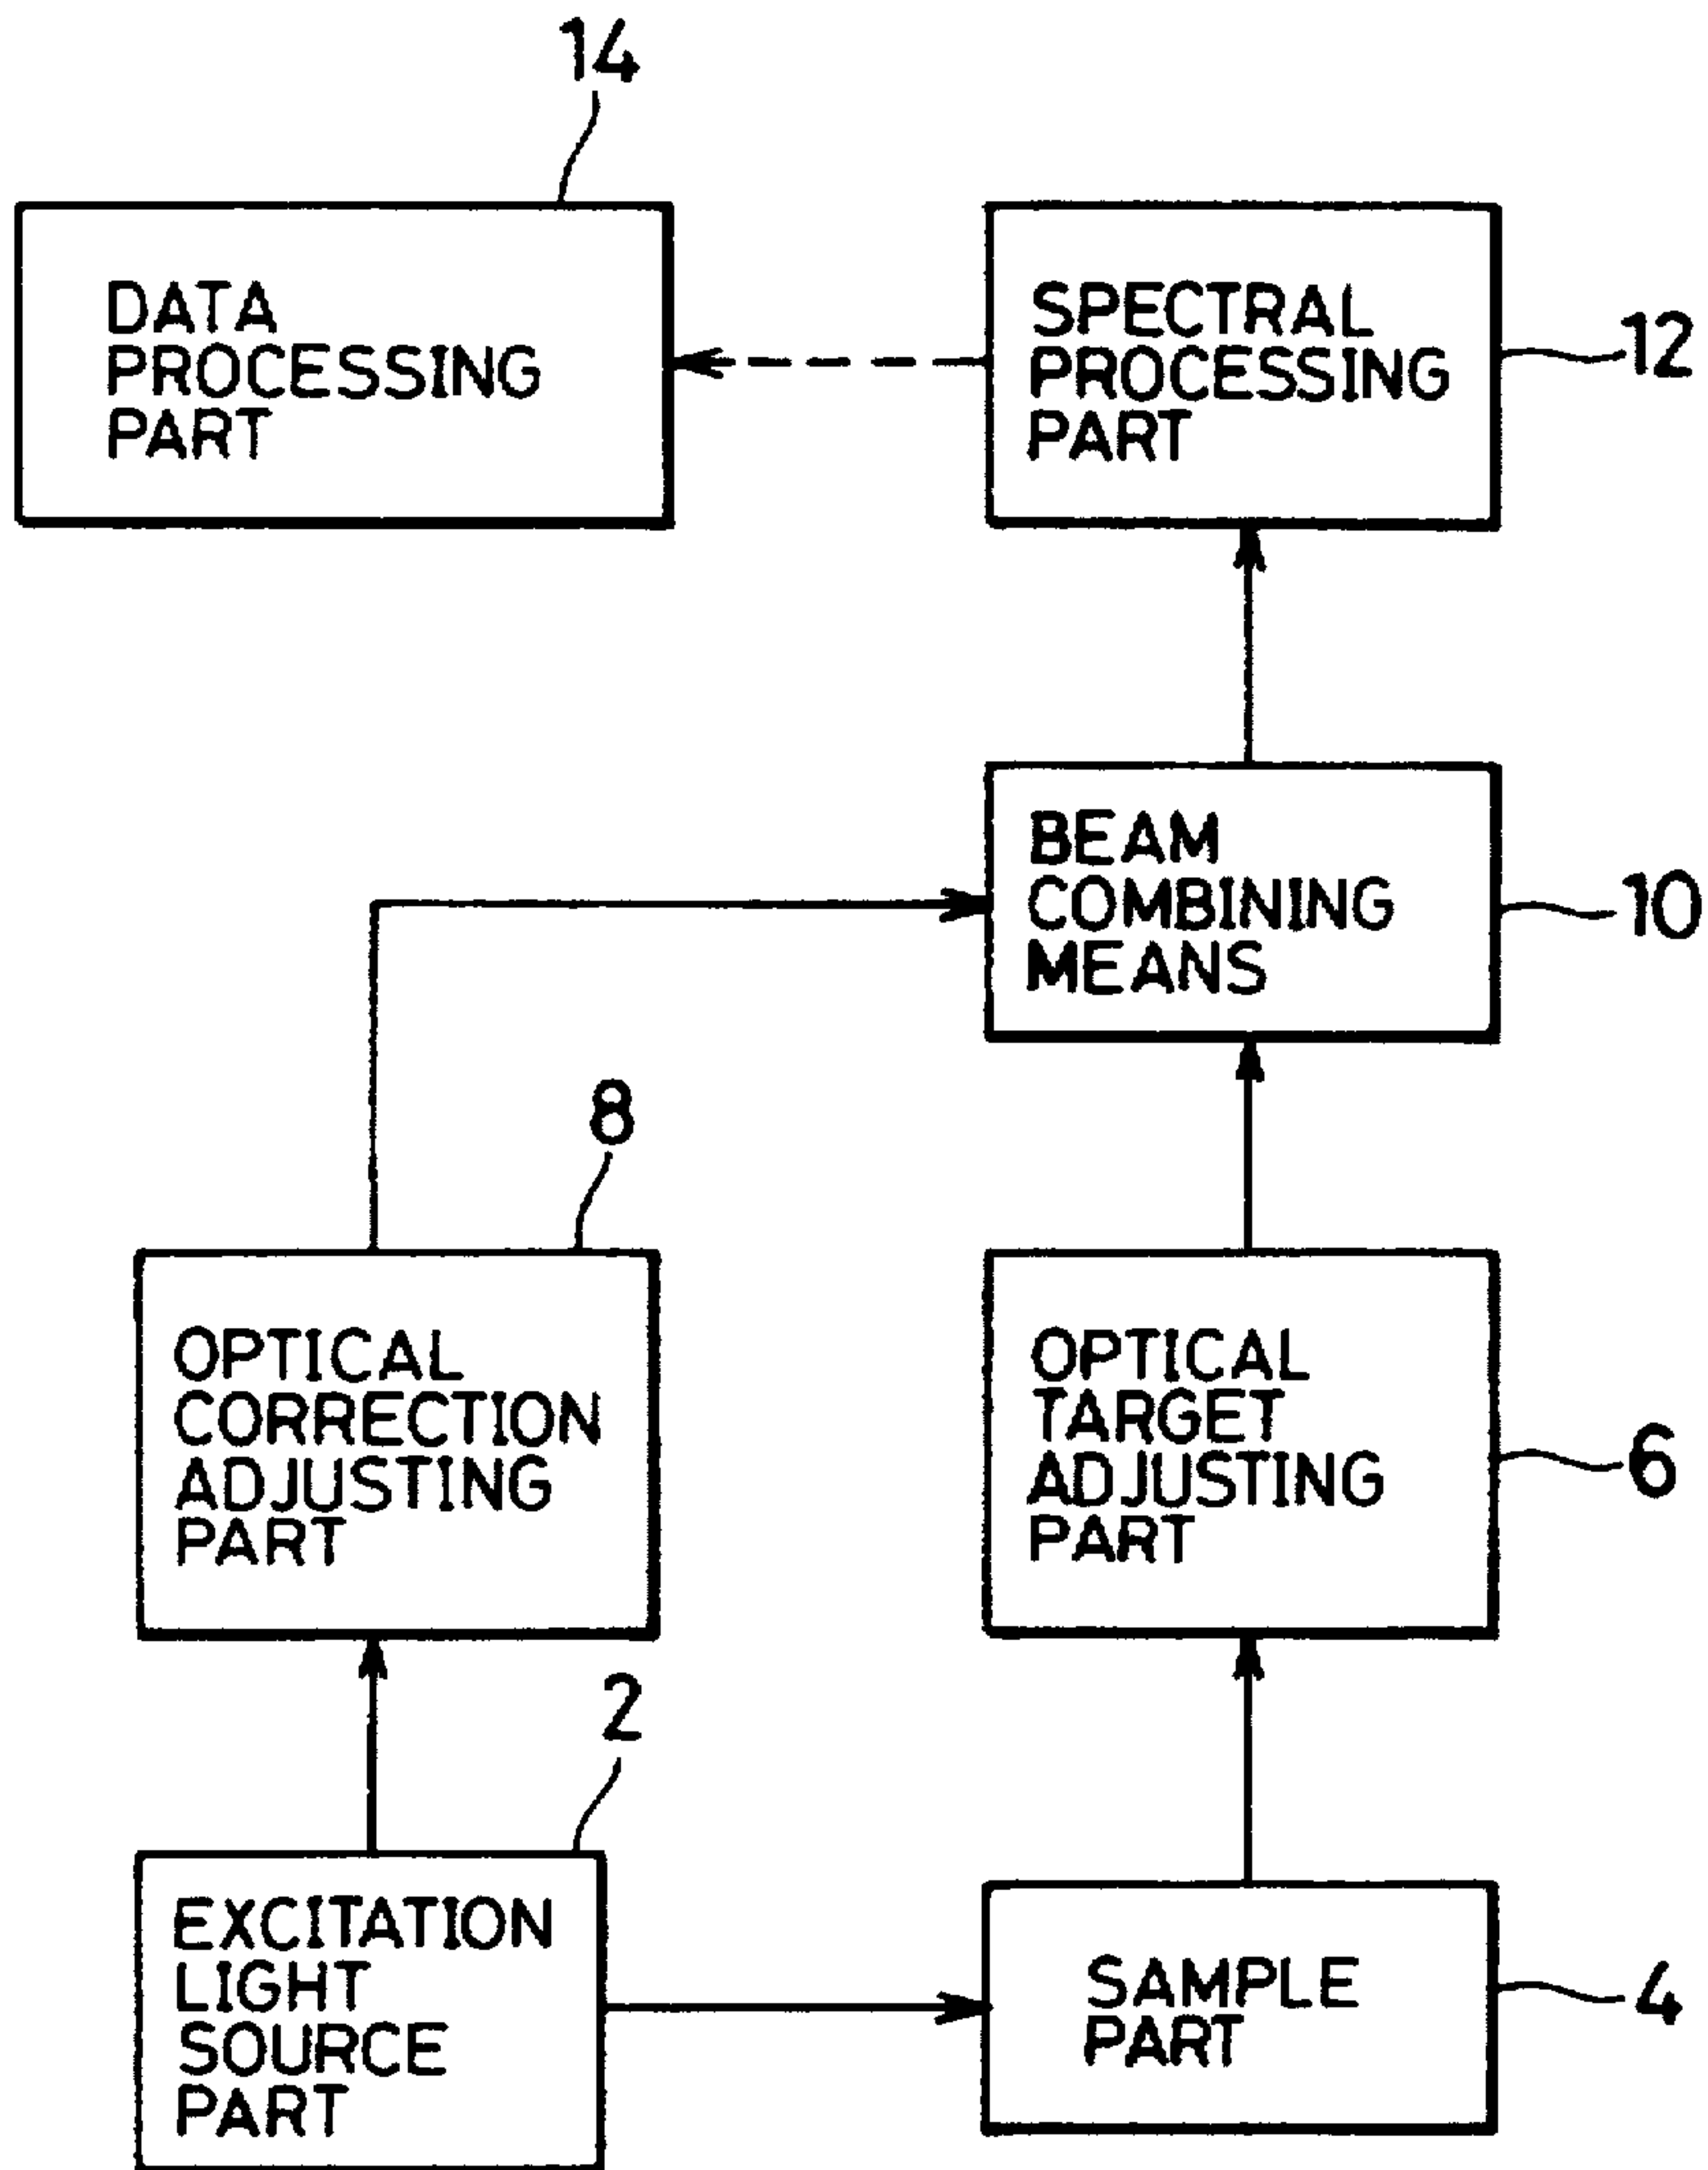 14
DATA
PROCESSING
PART
SPECTRAL
PROCESSING
PART
12
BEAM
COMBINING
MEANS
10
8
OPTICAL
CORRECTION
ADJUSTING
PART
OPTICAL
TARGET
ADJUSTING
PART
6
2
EXCITATION
LIGHT
SOURCE
PART
SAMPLE
PART
4